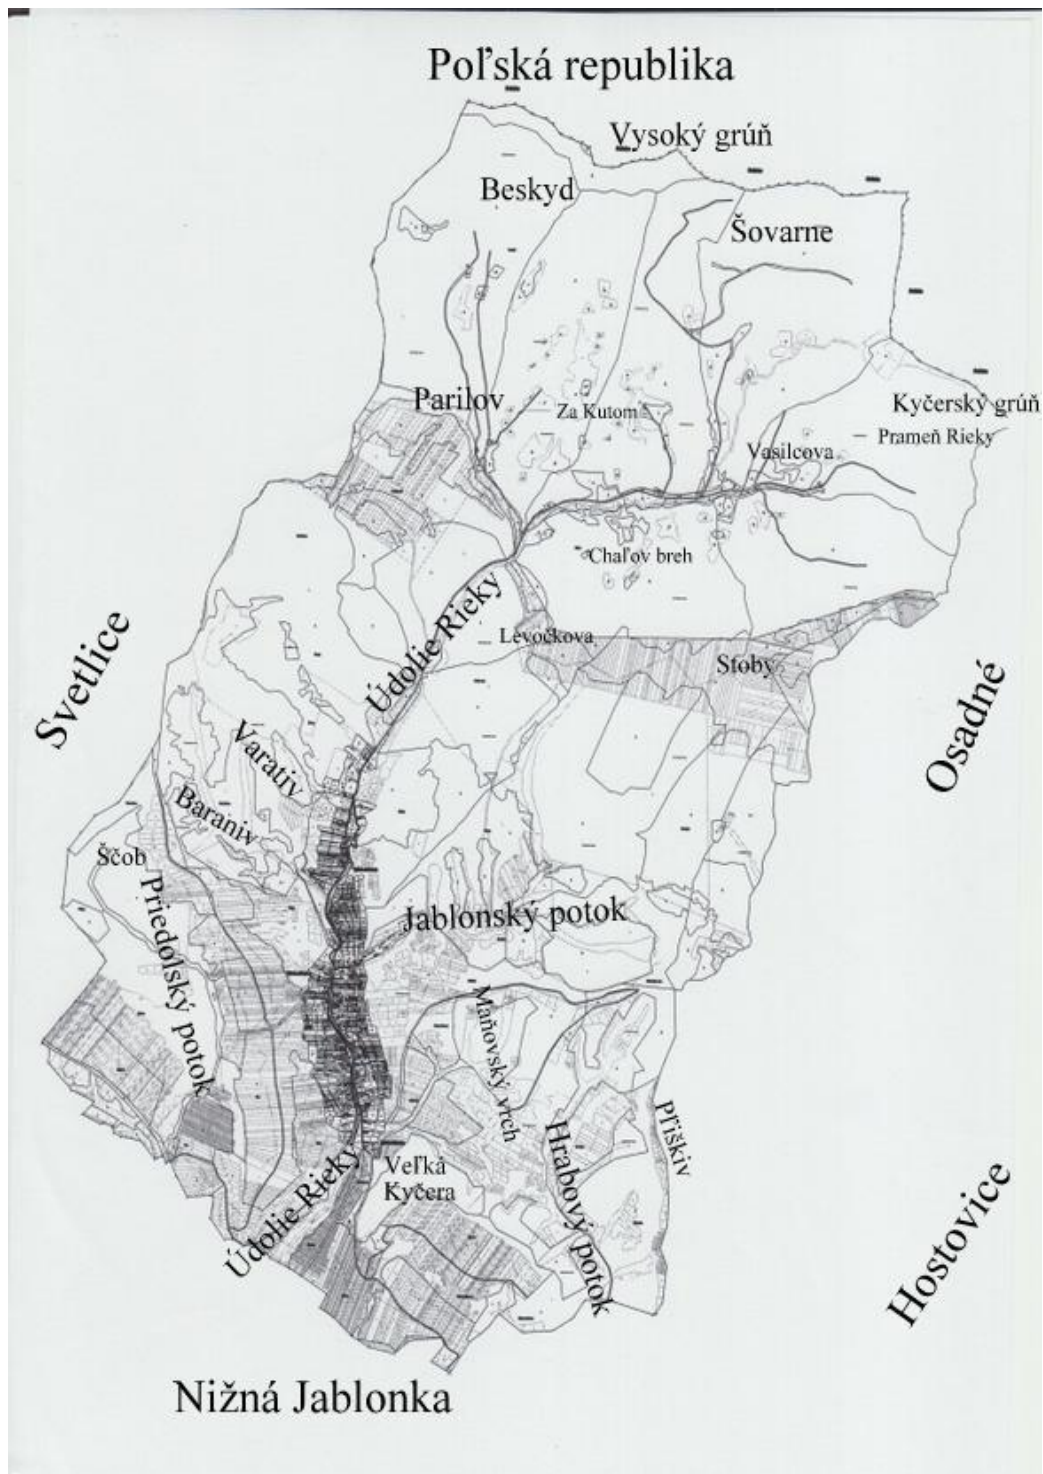 Poľská republika
Vysoký grúň
Beskyd
Šovarne
Parilov
Za Kutom
Kyčerský grúň
Prameň Rieky
Vasilcova
Chaľov breh
Údolie Rieky
Levočkova
Stoby
Svetlice
Osadné
Varativ
Baraniv
Ščob
Priedolský potok
Jablonský potok
Maňovský vrch
Hrabový potok
Príškiv
Veľká
Kyčera
Údolie Rieky
Hostovice
Nižná Jablonka